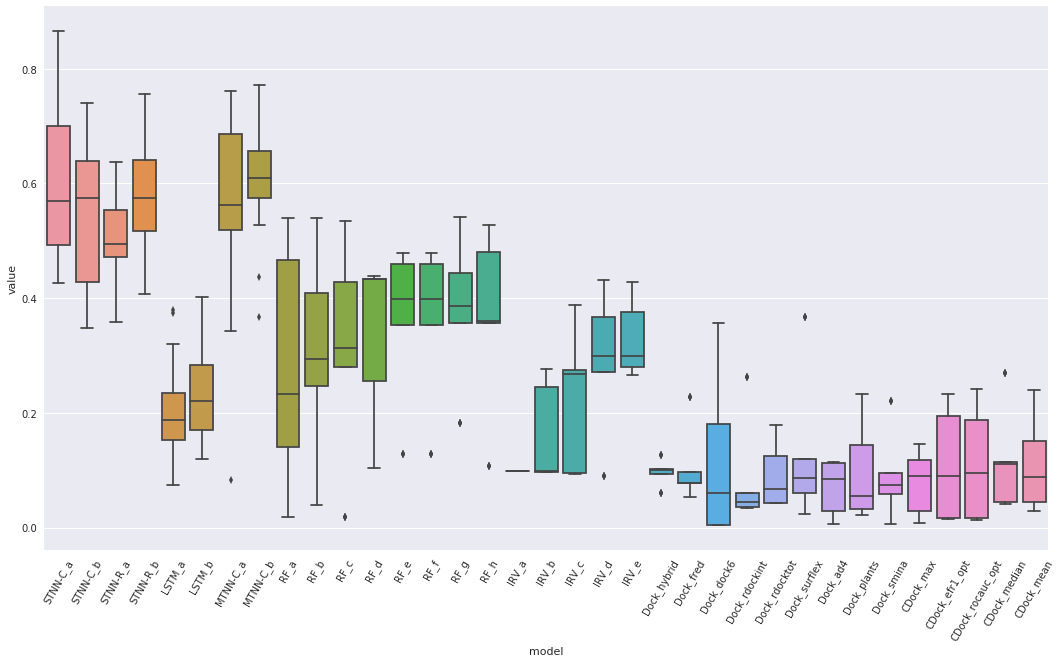 value
0.8
0.6
0.4
0.2
0.0
STNN-C_a
STNN-C_b
STNN-R_a
STNN-R_b
LSTM_a
LSTM_b
MTNN-C_a
MTNN-C_b
RF_a
RF_b
RF_c
RF_d
RF_e
RF_f
RF_g
RF_h
IRV_a
IRV_b
IRV_c
IRV_d
IRV_e
Dock_hybrid
Dock_fred
Dock_dock6
Dock_rdockint
Dock_rdocktot
Dock_surflex
Dock_ad4
Dock_plants
Dock_smina
CDock_max
CDock_efr1_opt
CDock_rocauc_opt
CDock_median
CDock_mean
model